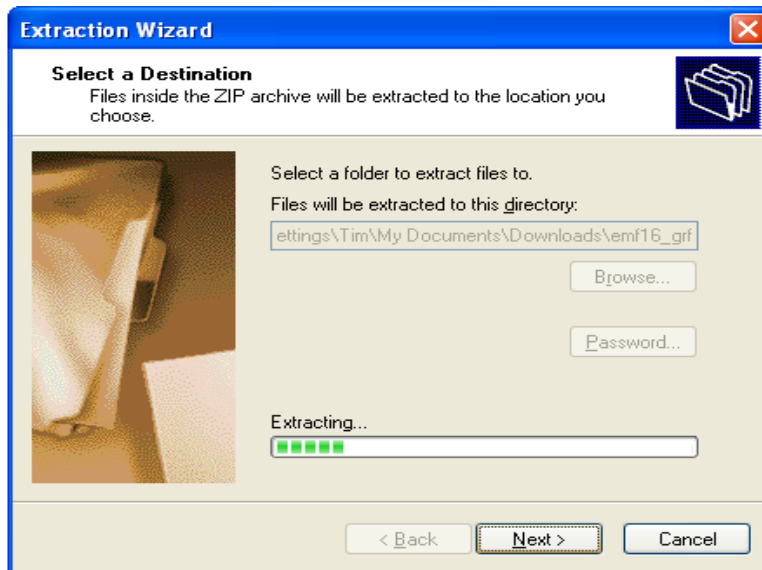 Extraction Wizard
Select a Destination
Files inside the ZIP archive will be extracted to the location you
choose.
Select a folder to extract files to.
Files will be extracted to this directory:
ettings\Tim\My Documents\Downloads\emf16_grf
Browse...
Password...
Extracting...
< Back
Next >
Cancel